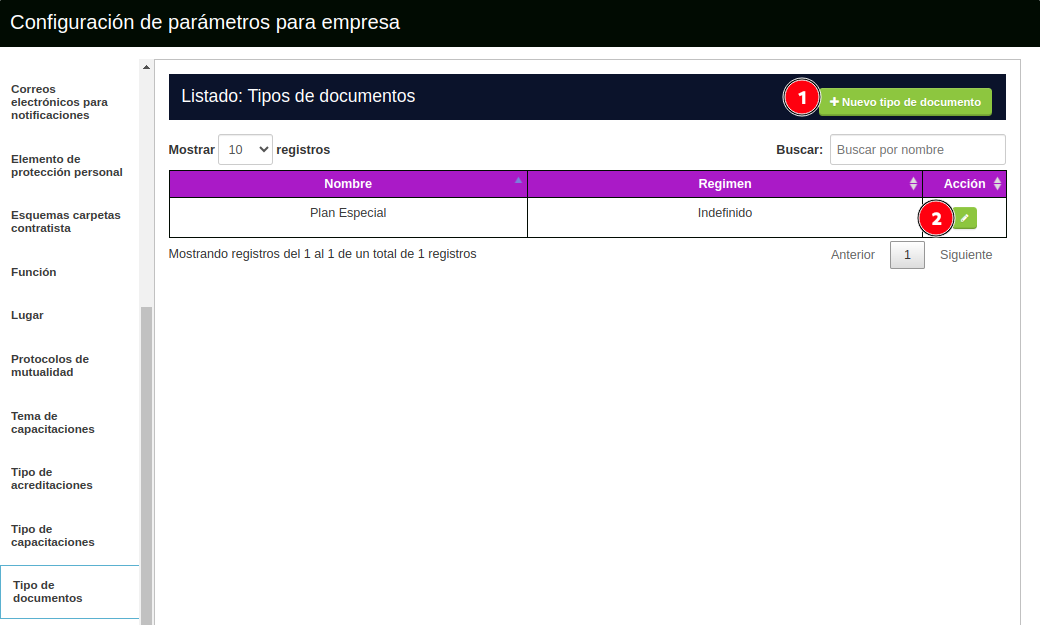 Configuración de parámetros para empresa
Correos
electrónicos para
notificaciones
Elemento de
protección personal
Esquemas carpetas
contratista
Función
Lugar
Protocolos de
mutualidad
Tema de
capacitaciones
Tipo de
acreditaciones
Tipo de
capacitaciones
Tipo de
documentos
Listado: Tipos de documentos
1
Nuevo tipo de documento
Mostrar 10 registros
Buscar: Buscar por nombre
Nombre Regimen Acción
Plan Especial Indefinido 2
Mostrando registros del 1 al 1 de un total de 1 registros
Anterior 1 Siguiente